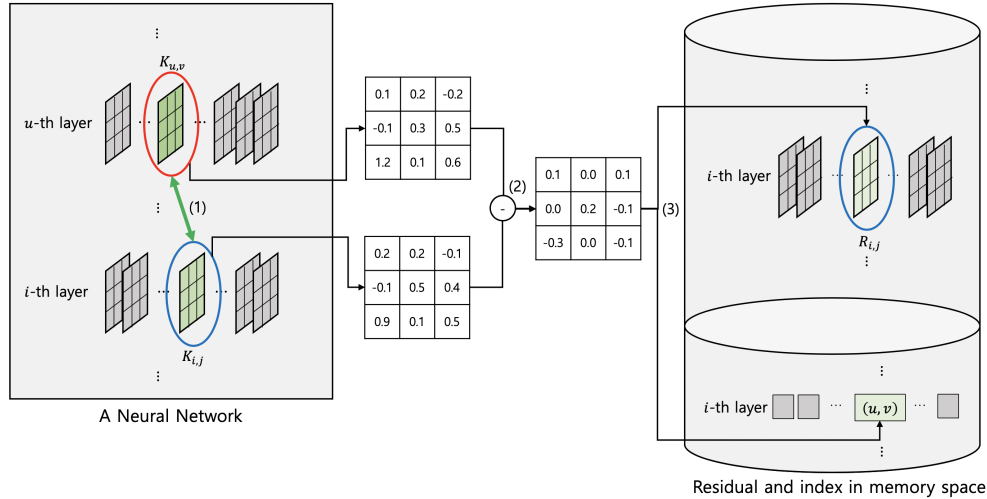 ⋮
K_{u,v}
u-th layer
⋯
⋯
(1)
⋮
i-th layer
⋯
⋯
K_{i,j}
⋮
A Neural Network
0.1 0.2 -0.2
-0.1 0.3 0.5
1.2 0.1 0.6
0.2 0.2 -0.1
-0.1 0.5 0.4
0.9 0.1 0.5
(2)
-
0.1 0.0 0.1
0.0 0.2 -0.1
-0.3 0.0 -0.1
(3)
⋮
i-th layer
⋯
⋯
R_{i,j}
⋮
⋮
i-th layer
⋯
(u, v)
⋯
⋮
Residual and index in memory space